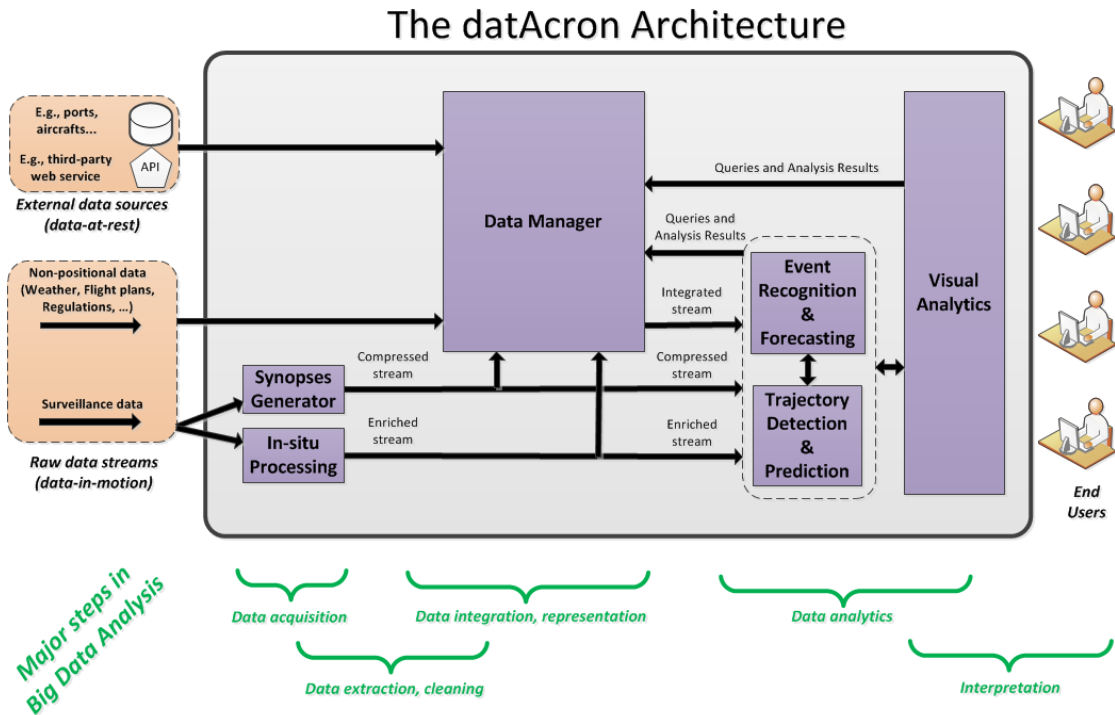 The datAcron Architecture
E.g., ports,
aircrafts...
E.g., third-party
web service
API
External data sources
(data-at-rest)
Non-positional data
(Weather, Flight plans,
Regulations, ...)
Surveillance data
Raw data streams
(data-in-motion)
Synopses
Generator
In-situ
Processing
Compressed
stream
Enriched
stream
Data Manager
Queries and Analysis Results
Queries and
Analysis Results
Integrated
stream
Compressed
stream
Enriched
stream
Event
Recognition
&
Forecasting
Trajectory
Detection
&
Prediction
Visual
Analytics
End
Users
Major steps in
Big Data Analysis
Data acquisition
Data integration, representation
Data analytics
Data extraction, cleaning
Interpretation